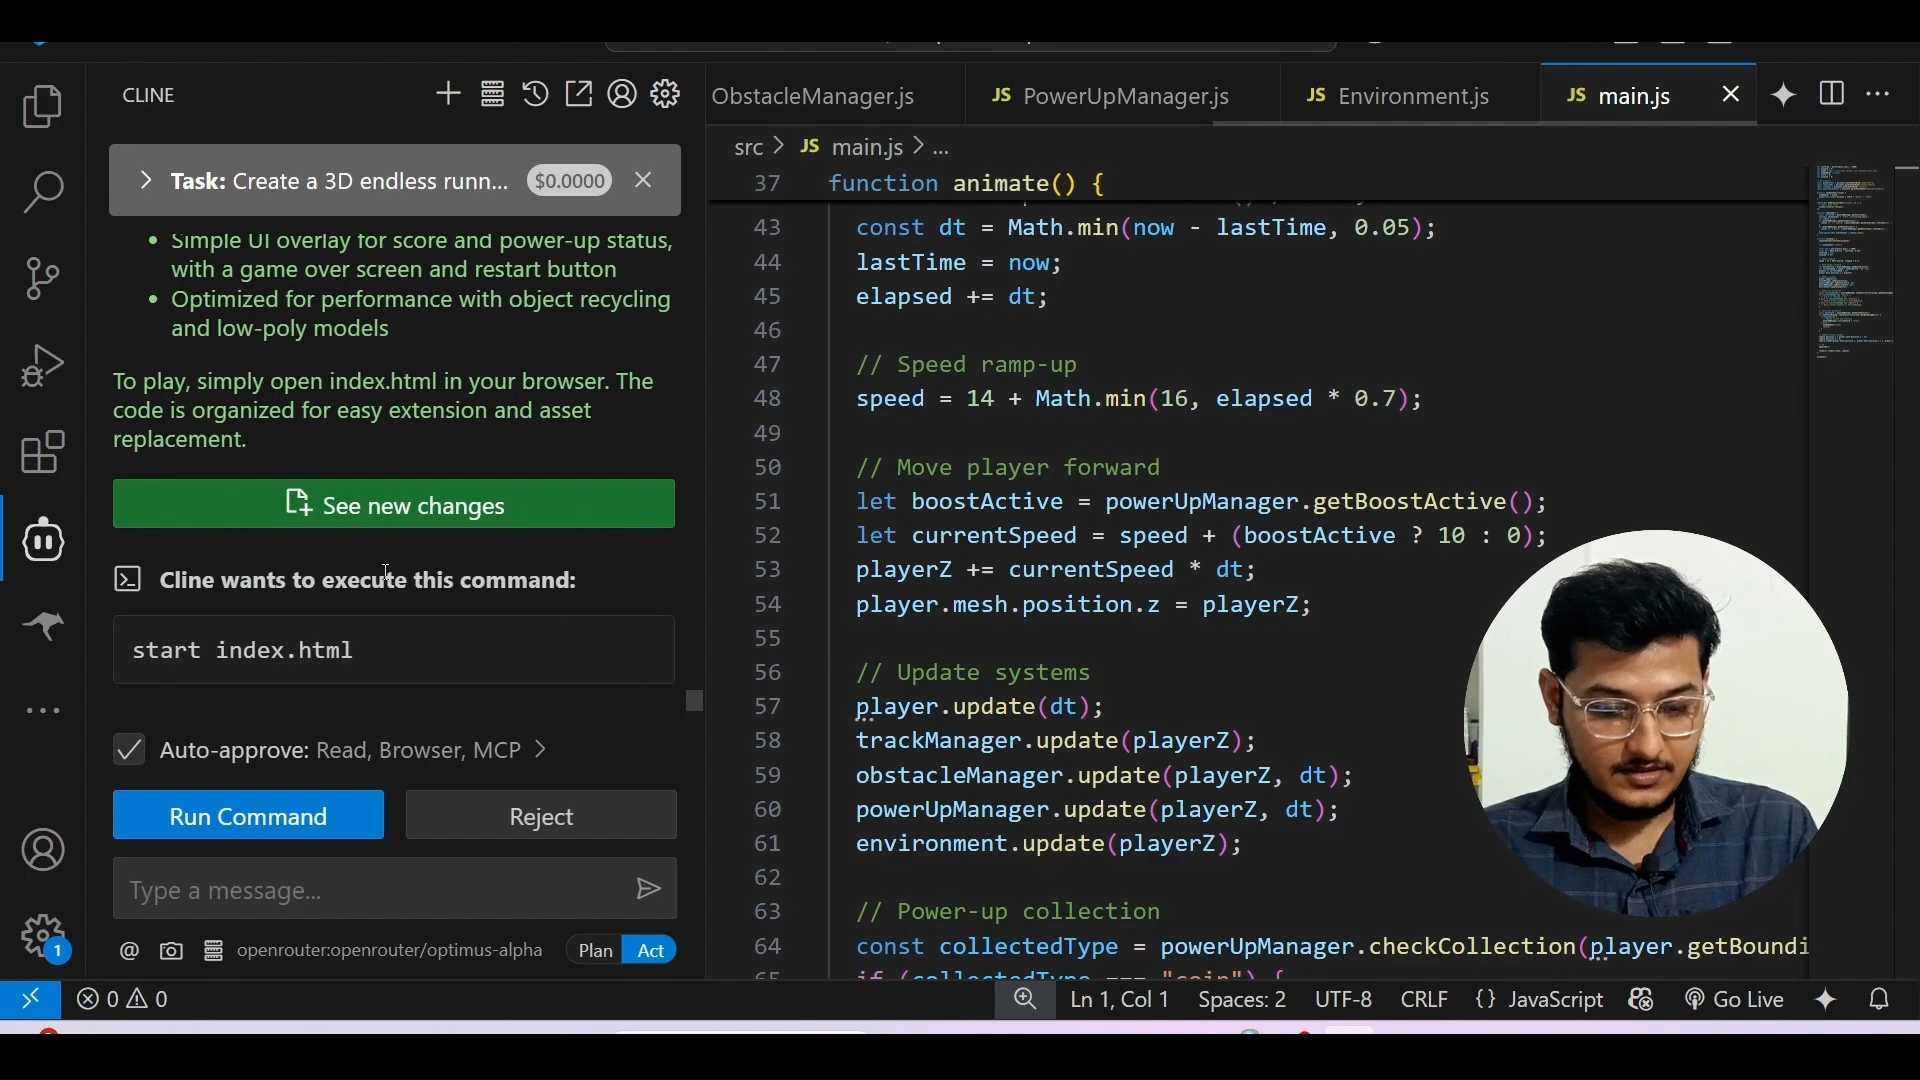 CLINE
Task: Create a 3D endless runn... $0.0000
• Simple UI overlay for score and power-up status,
with a game over screen and restart button
• Optimized for performance with object recycling
and low-poly models
To play, simply open index.html in your browser. The
code is organized for easy extension and asset
replacement.
See new changes
Cline wants to execute this command:
start index.html
Auto-approve: Read, Browser, MCP
Run Command Reject
Type a message...
@ openrouter:openrouter/optimus-alpha Plan Act
1
ObstacleManager.js JS PowerUpManager.js JS Environment.js JS main.js
src > JS main.js > ...
37 function animate() {
43 const dt = Math.min(now - lastTime, 0.05);
44 lastTime = now;
45 elapsed += dt;
46
47 // Speed ramp-up
48 speed = 14 + Math.min(16, elapsed * 0.7);
49
50 // Move player forward
51 let boostActive = powerUpManager.getBoostActive();
52 let currentSpeed = speed + (boostActive ? 10 : 0);
53 playerZ += currentSpeed * dt;
54 player.mesh.position.z = playerZ;
55
56 // Update systems
57 player.update(dt);
58 trackManager.update(playerZ);
59 obstacleManager.update(playerZ, dt);
60 powerUpManager.update(playerZ, dt);
61 environment.update(playerZ);
62
63 // Power-up collection
64 const collectedType = powerUpManager.checkCollection(player.getBoundi
65 if (collectedType === "coin") {
0 0 Ln 1, Col 1 Spaces: 2 UTF-8 CRLF {} JavaScript Go Live